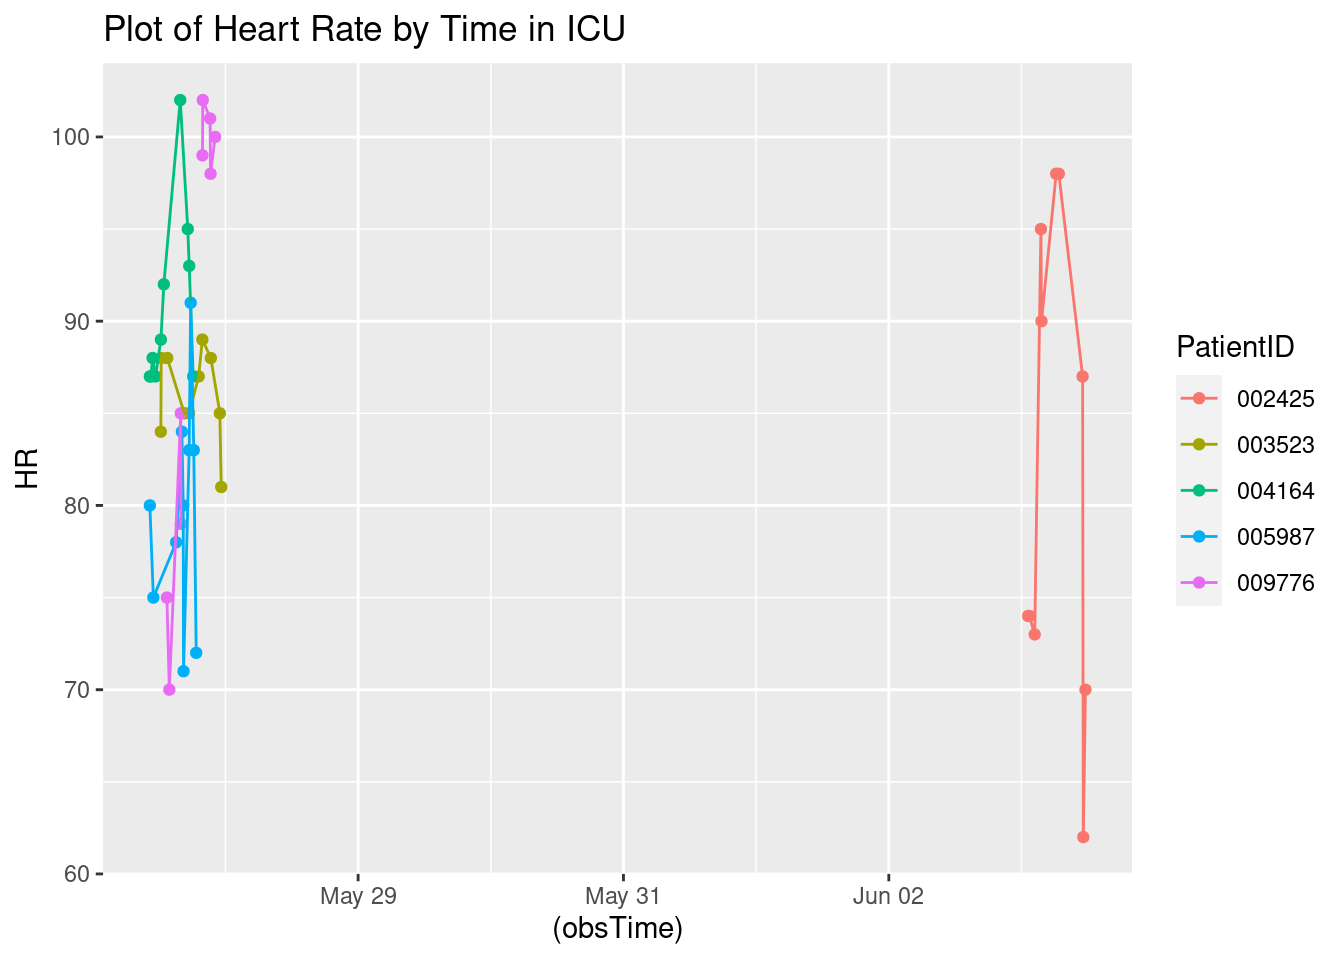 Plot of Heart Rate by Time in ICU
100
90
80
70
60
HR
May 29 May 31 Jun 02
(obsTime)
PatientID
002425
003523
004164
005987
009776